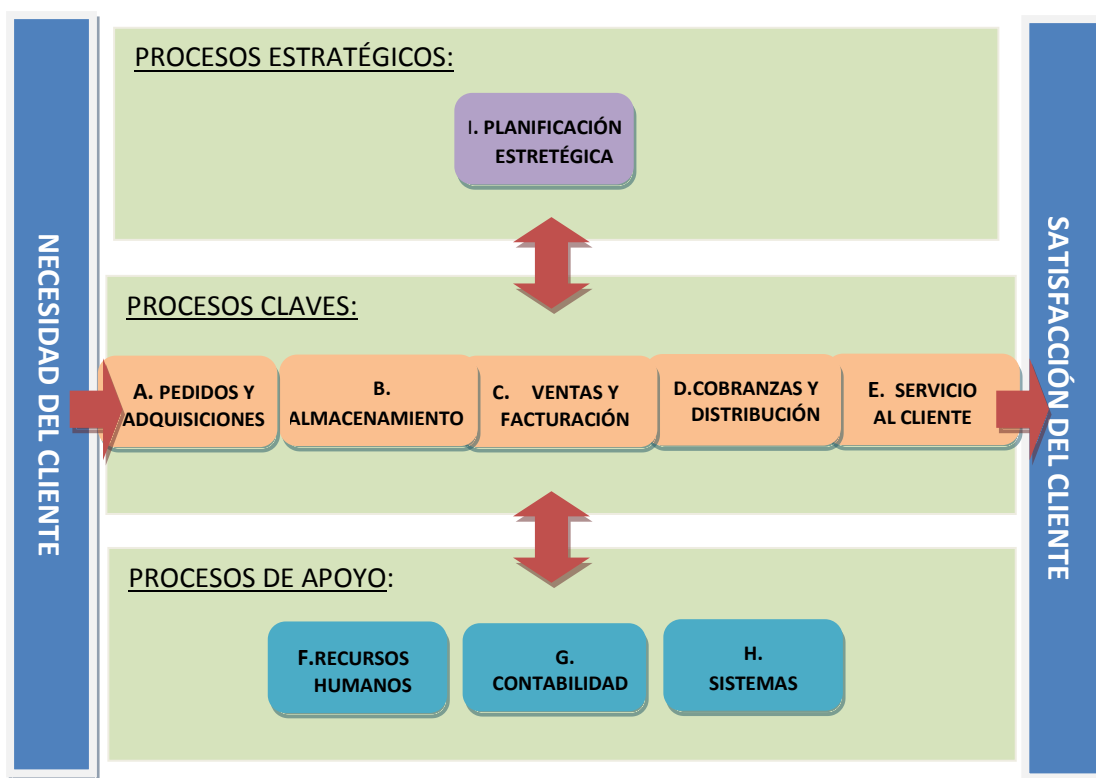 PROCESOS ESTRATÉGICOS:
I. PLANIFICACIÓN
ESTRETÉGICA
NECESIDAD DEL CLIENTE
PROCESOS CLAVES:
A. PEDIDOS Y
ADQUISICIONES
B.
ALMACENAMIENTO
C. VENTAS Y
FACTURACIÓN
D.COBRANZAS Y
DISTRIBUCIÓN
E. SERVICIO
AL CLIENTE
SATISFACCIÓN DEL CLIENTE
PROCESOS DE APOYO:
F.RECURSOS
HUMANOS
G.
CONTABILIDAD
H.
SISTEMAS